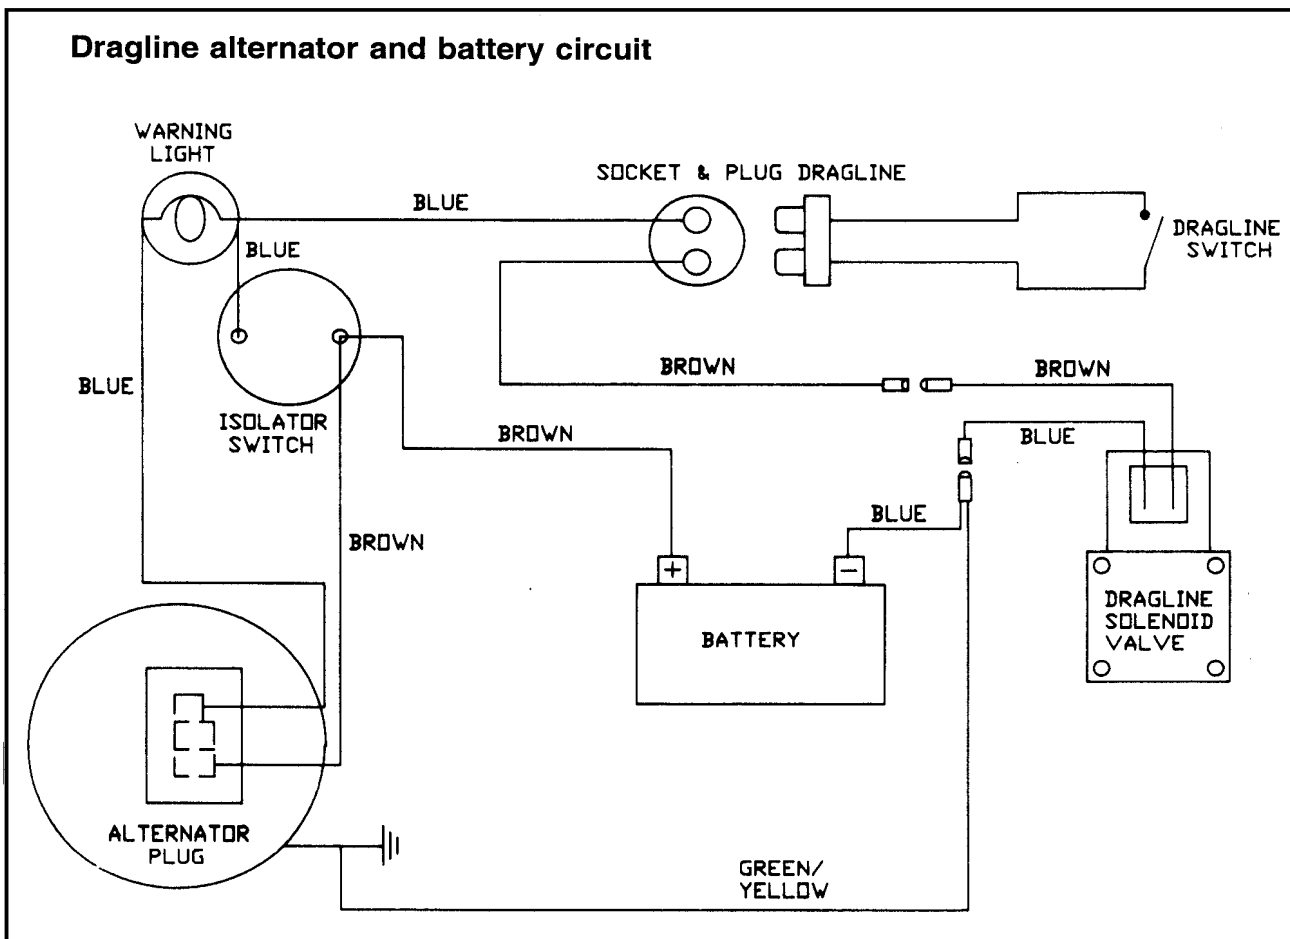 Dragline alternator and battery circuit
WARNING
LIGHT
SOCKET & PLUG DRAGLINE
BLUE
BLUE
DRAGLINE
SWITCH
BLUE
ISOLATOR
SWITCH
BROWN
BROWN
BROWN
BLUE
BLUE
BROWN
+
−
BATTERY
DRAGLINE
SOLENOID
VALVE
ALTERNATOR
PLUG
GREEN/
YELLOW